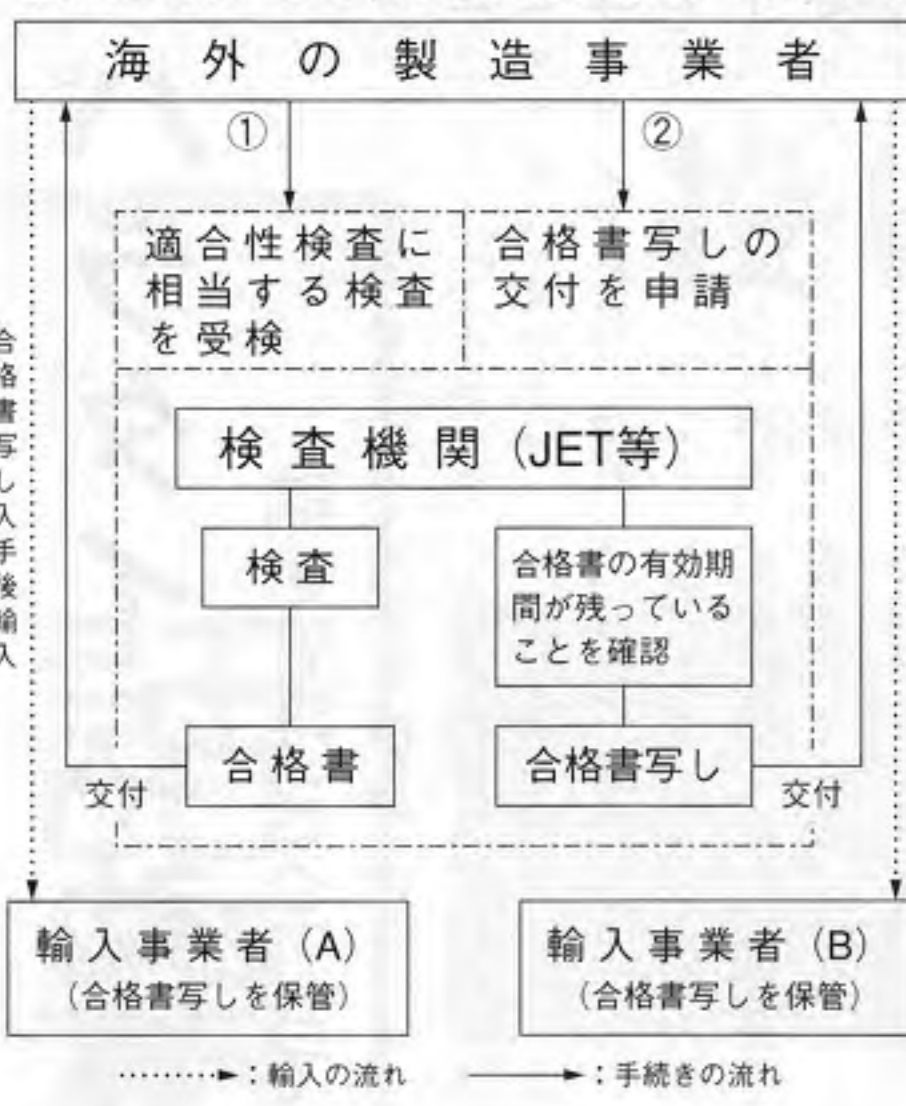 海外の製造事業者
①
②
適合性検査に
相当する検査
を受検
合格書写しの
交付を申請
合格書写し入手後輸入
検査機関(JET等)
検査
合格書の有効期
間が残っている
ことを確認
合格書
合格書写し
交付
交付
輸入事業者(A)
(合格書写しを保管)
輸入事業者(B)
(合格書写しを保管)
:輸入の流れ
:手続きの流れ